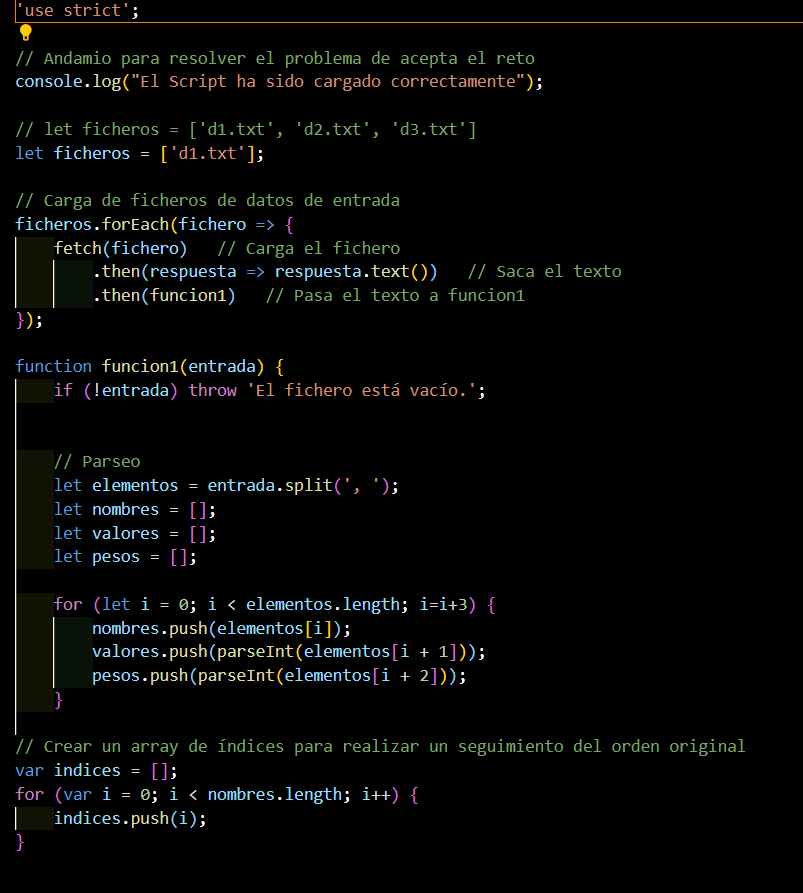 'use strict';
// Andamio para resolver el problema de acepta el reto
console.log("El Script ha sido cargado correctamente");
// let ficheros = ['d1.txt', 'd2.txt', 'd3.txt']
let ficheros = ['d1.txt'];
// Carga de ficheros de datos de entrada
ficheros.forEach(fichero => {
fetch(fichero)   // Carga el fichero
.then(respuesta => respuesta.text())   // Saca el texto
.then(funcion1)   // Pasa el texto a funcion1
});
function funcion1(entrada) {
if (!entrada) throw 'El fichero está vacío.';
// Parseo
let elementos = entrada.split(', ');
let nombres = [];
let valores = [];
let pesos = [];
for (let i = 0; i < elementos.length; i=i+3) {
nombres.push(elementos[i]);
valores.push(parseInt(elementos[i + 1]));
pesos.push(parseInt(elementos[i + 2]));
}
// Crear un array de índices para realizar un seguimiento del orden original
var indices = [];
for (var i = 0; i < nombres.length; i++) {
indices.push(i);
}